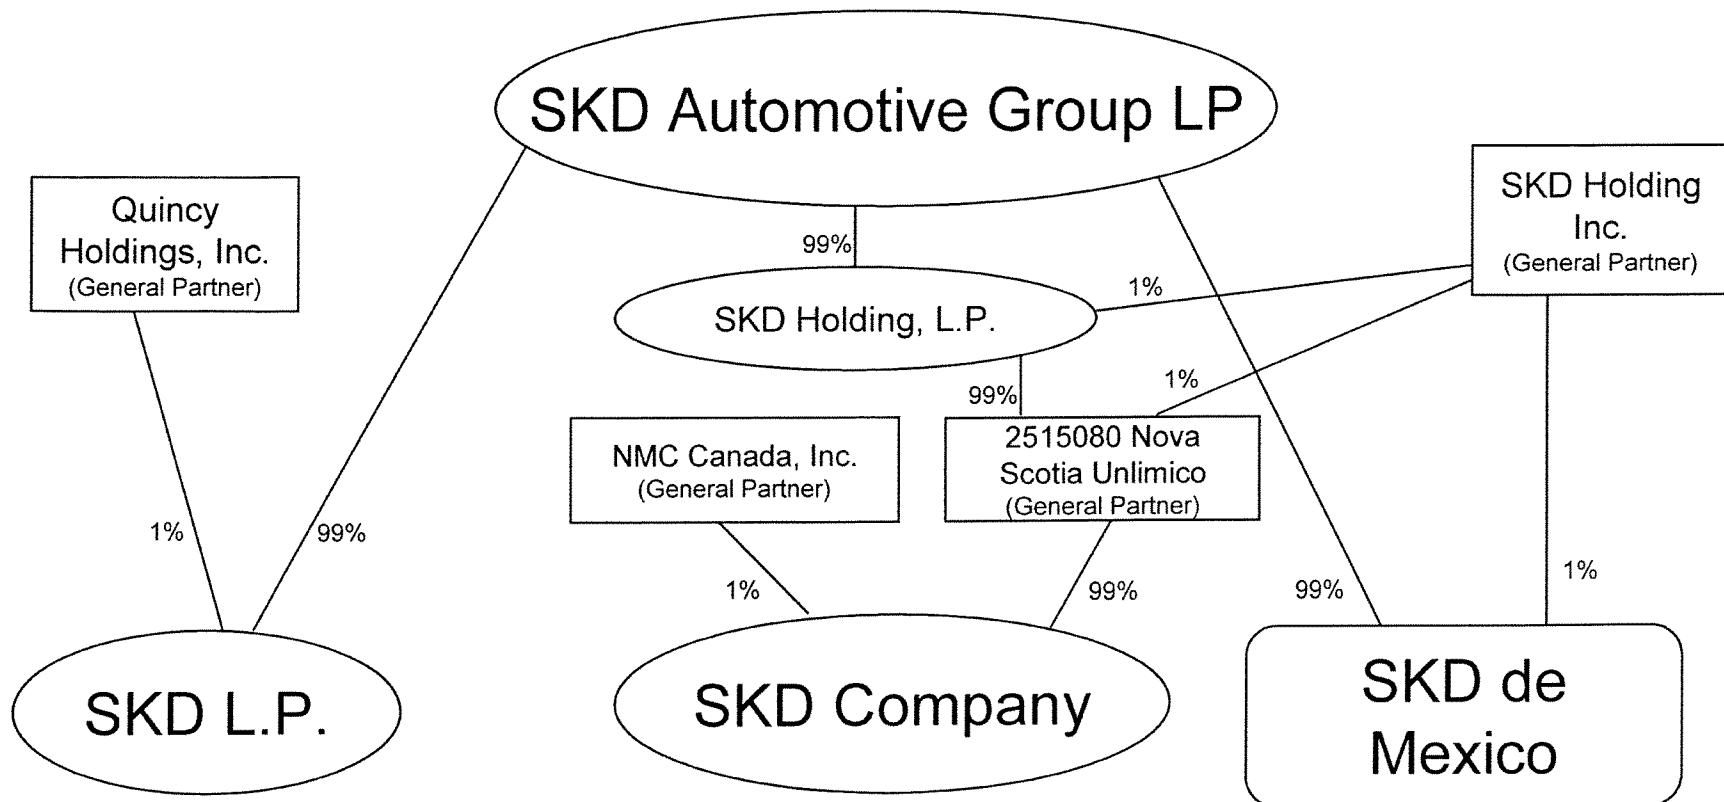 SKD Automotive Group LP
Quincy
Holdings, Inc.
(General Partner)
SKD Holding
Inc.
(General Partner)
99%
1%
SKD Holding, L.P.
1%
99%
NMC Canada, Inc.
(General Partner)
2515080 Nova
Scotia Unlimico
(General Partner)
1%
99%
1%
99%
99%
1%
SKD L.P.
SKD Company
SKD de
Mexico